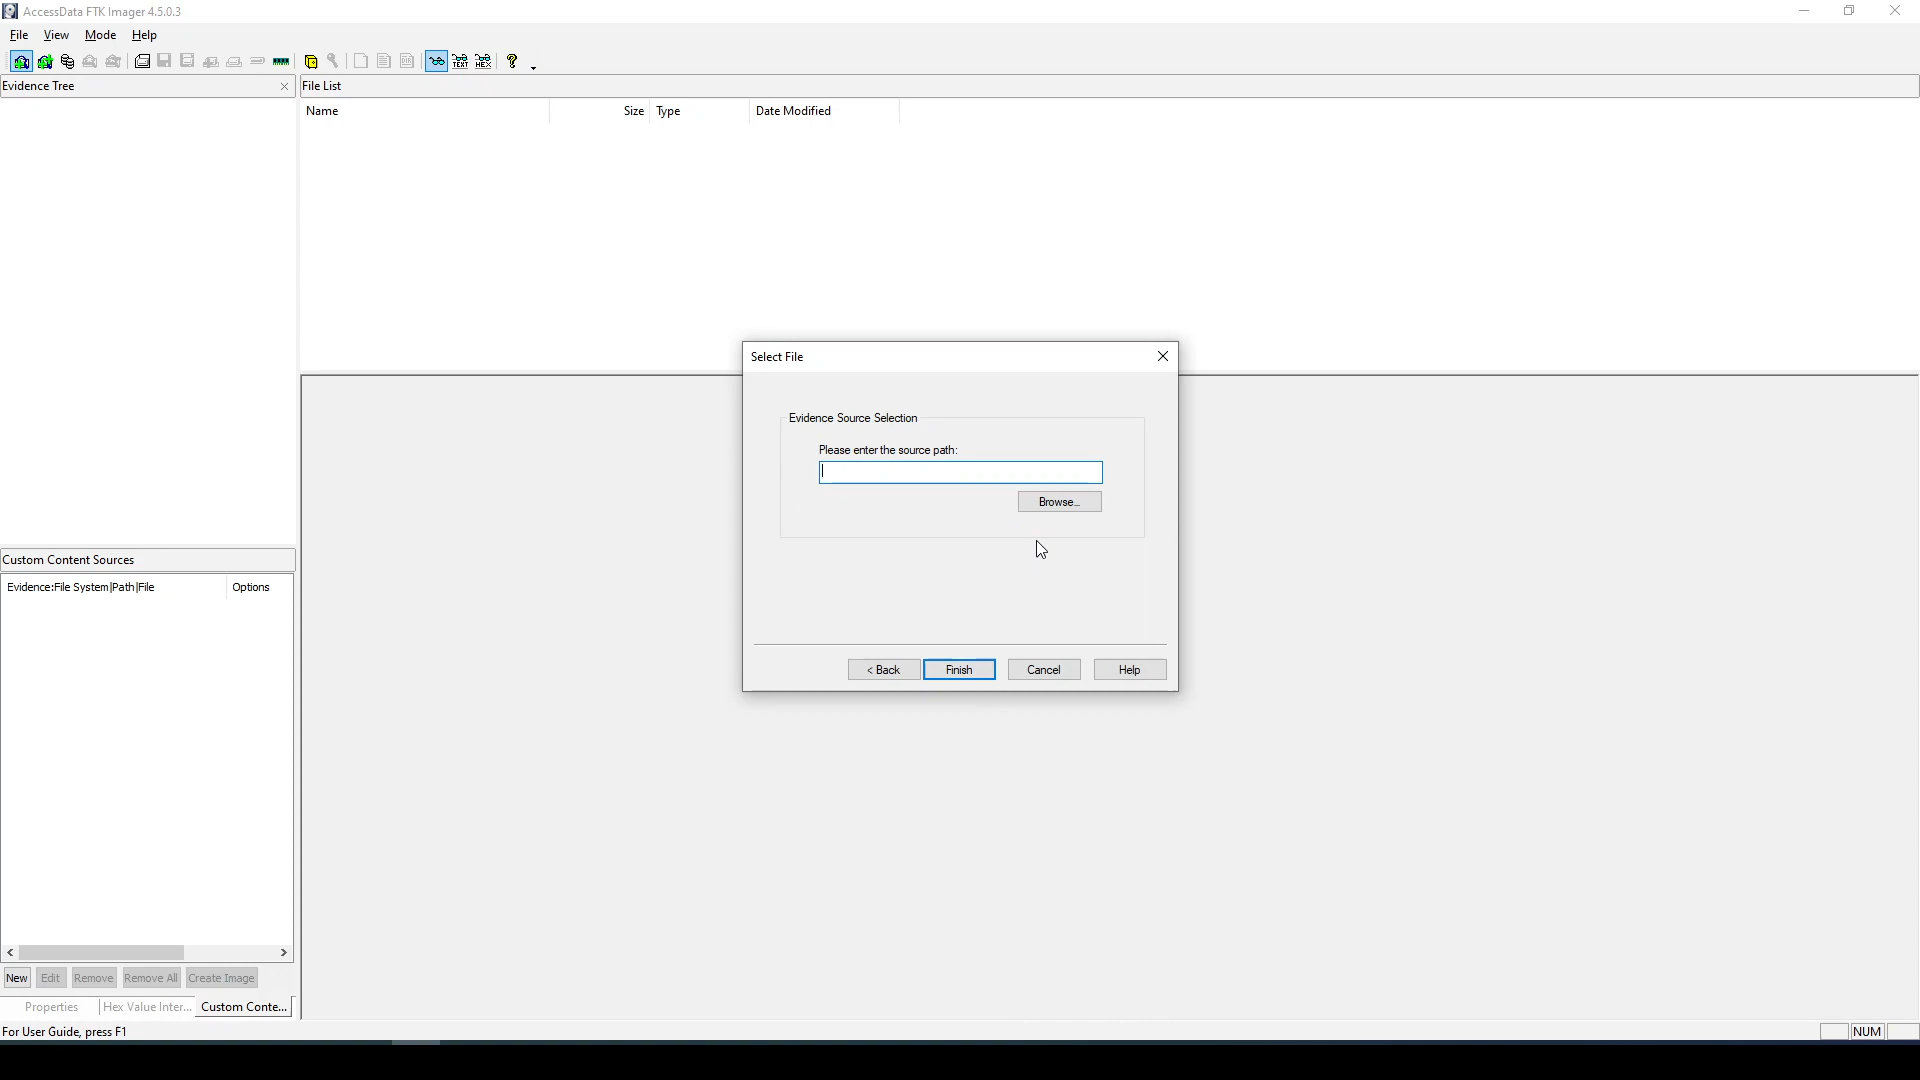 AccessData FTK Imager 4.5.0.3
File View Mode Help
TEXT HEX ?
Evidence Tree
File List
Name Size Type Date Modified
Select File
Evidence Source Selection
Please enter the source path:
Browse...
< Back Finish Cancel Help
Custom Content Sources
Evidence:File System|Path|File Options
New Edit Remove Remove All Create Image
Properties Hex Value Inter... Custom Conte...
For User Guide, press F1
NUM